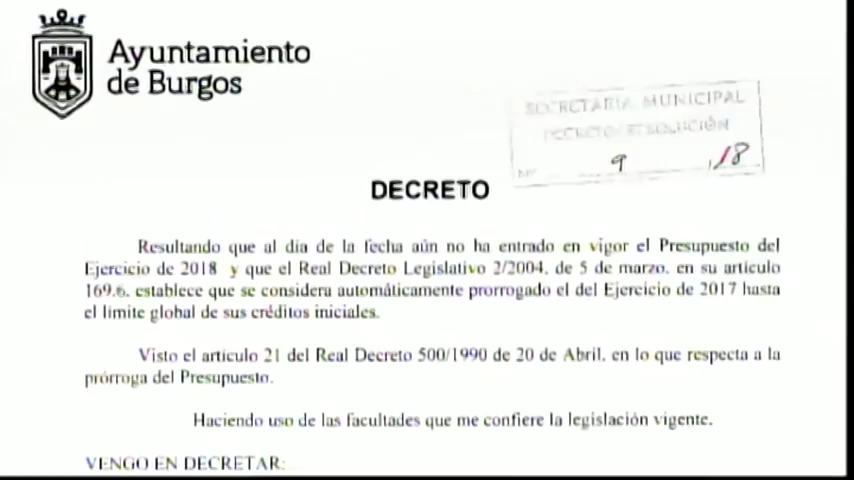 Ayuntamiento
de Burgos
SECRETARIA MUNICIPAL
DECRETO/RESOLUCIÓN
Nº 9 /18
DECRETO
Resultando que al dia de la fecha aún no ha entrado en vigor el Presupuesto del
Ejercicio de 2018 y que el Real Decreto Legislativo 2/2004, de 5 de marzo, en su artículo
169.6, establece que se considera automáticamente prorrogado el del Ejercicio de 2017 hasta
el limite global de sus créditos iniciales.
Visto el artículo 21 del Real Decreto 500/1990 de 20 de Abril, en lo que respecta a la
prórroga del Presupuesto.
Haciendo uso de las facultades que me confiere la legislación vigente,
VENGO EN DECRETAR: